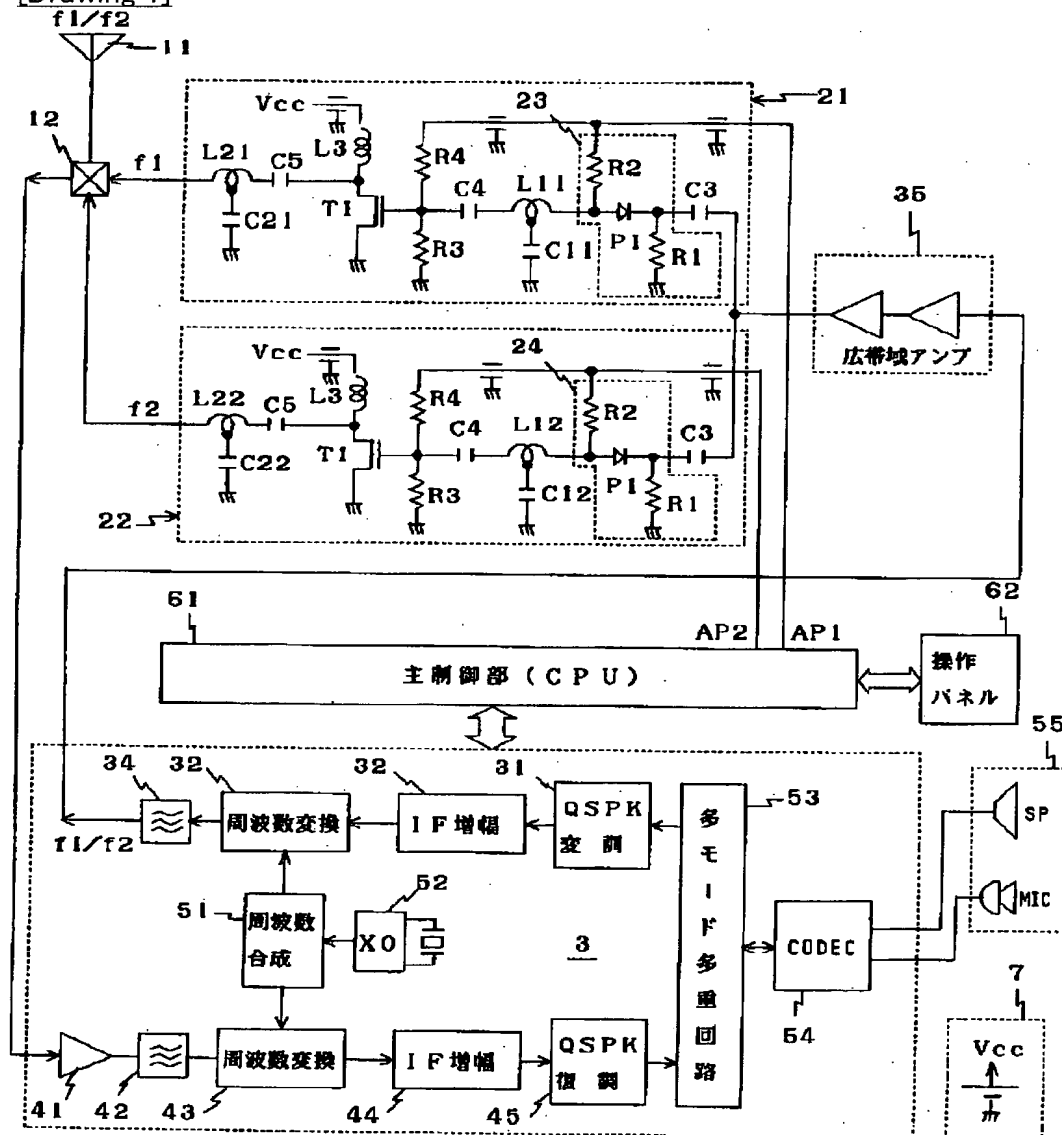 [Drawing 1]
f1/f2
11
12
f1
L21
C5
C21
Vcc
L3
T1
R4
R3
C4
L11
C11
23
R2
P1
R1
C3
21
35
広帯域アンプ
f2
L22
C5
C22
Vcc
L3
T1
R4
R3
C4
L12
C12
24
R2
P1
R1
C3
22
61
AP2
AP1
62
主制御部(CPU)
操作
パネル
55
34
32
32
31
53
周波数変換
IF増幅
QSPK
変調
f1/f2
多モード多重回路
SP
MIC
51
周波数
合成
52
XO
3
CODEC
54
7
Vcc
周波数変換
IF増幅
QSPK
復調
41
42
43
44
45